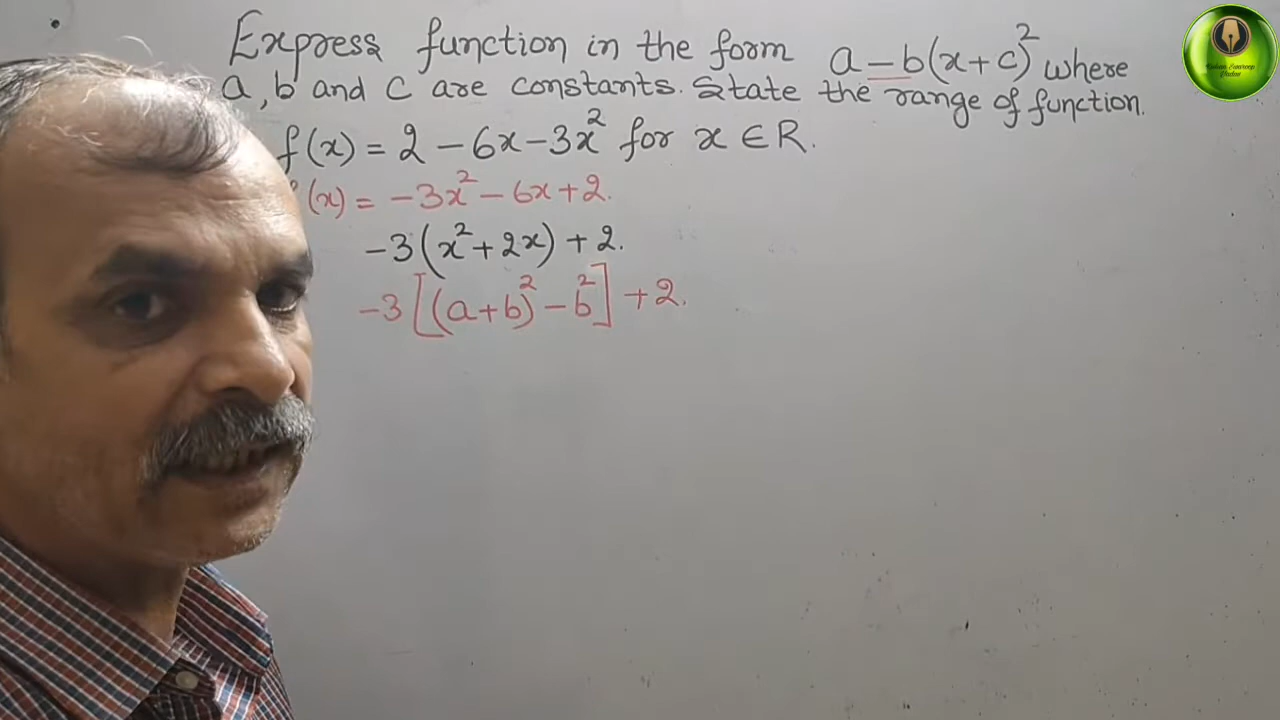 Express function in the form a - b(x+c)² where
a, b and c are constants. State the range of function.
f(x) = 2 - 6x - 3x² for x ∈ R.
(x) = -3x² - 6x + 2.
-3(x² + 2x) + 2.
-3[(a+b)² - b²] + 2.